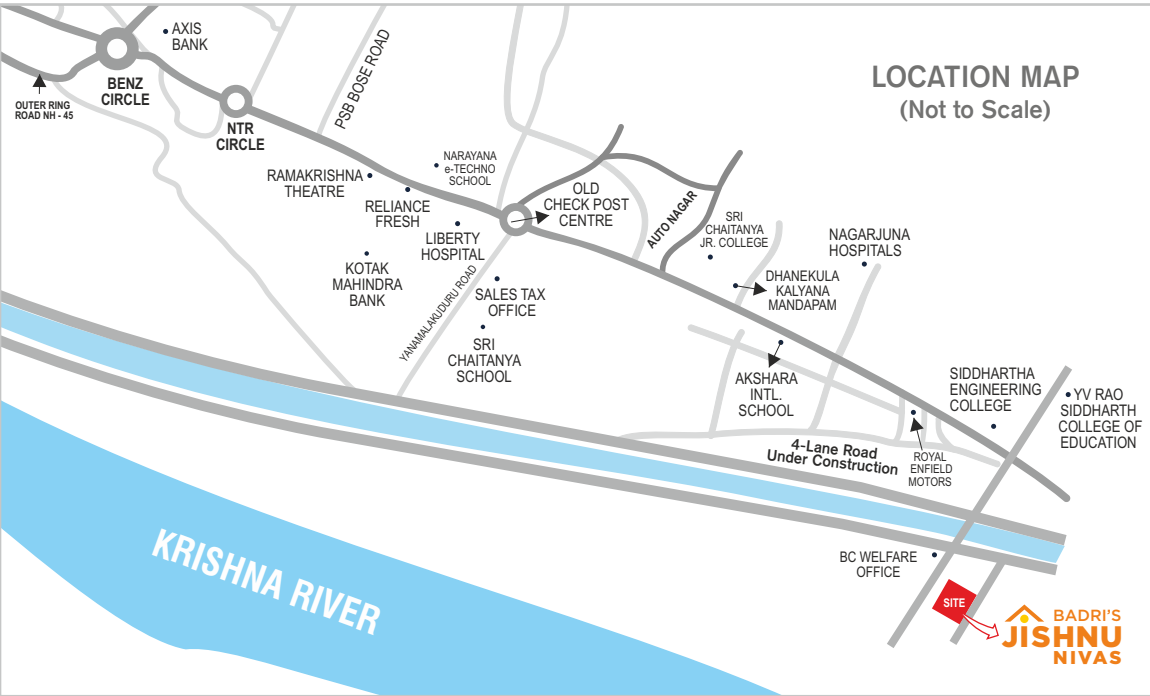 AXIS
BANK
BENZ
CIRCLE
OUTER RING
ROAD NH - 45
NTR
CIRCLE
PSB BOSE ROAD
LOCATION MAP
(Not to Scale)
RAMAKRISHNA
THEATRE
NARAYANA
e-TECHNO
SCHOOL
RELIANCE
FRESH
LIBERTY
HOSPITAL
KOTAK
MAHINDRA
BANK
OLD
CHECK POST
CENTRE
AUTO NAGAR
SRI
CHAITANYA
JR. COLLEGE
NAGARJUNA
HOSPITALS
DHANEKULA
KALYANA
MANDAPAM
YANAMALAKUDURU ROAD
SALES TAX
OFFICE
SRI
CHAITANYA
SCHOOL
AKSHARA
INTL.
SCHOOL
SIDDHARTHA
ENGINEERING
COLLEGE
YV RAO
SIDDHARTH
COLLEGE OF
EDUCATION
4-Lane Road
Under Construction
ROYAL
ENFIELD
MOTORS
KRISHNA RIVER
BC WELFARE
OFFICE
SITE
BADRI'S
JISHNU
NIVAS